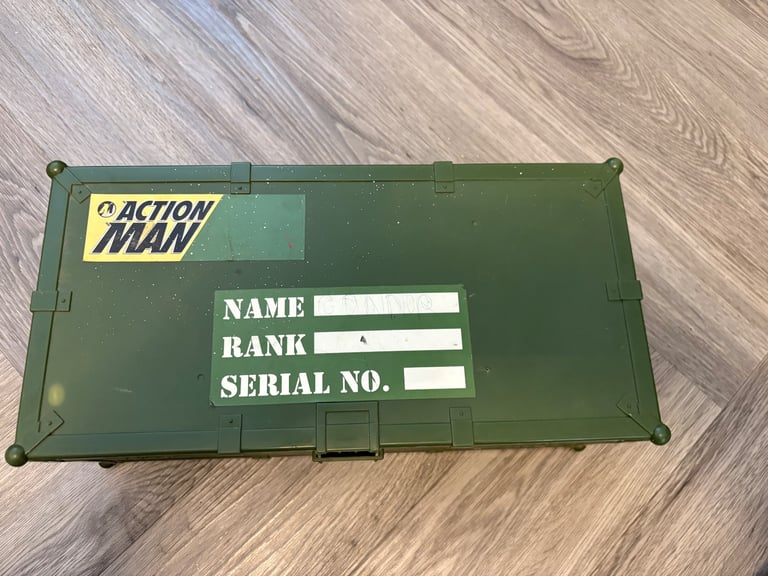 ACTION
MAN
NAME
RANK
SERIAL NO.